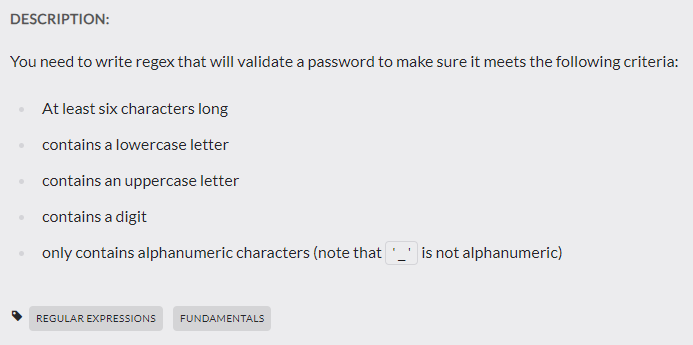 DESCRIPTION:
You need to write regex that will validate a password to make sure it meets the following criteria:
At least six characters long
contains a lowercase letter
contains an uppercase letter
contains a digit
only contains alphanumeric characters (note that '_' is not alphanumeric)
REGULAR EXPRESSIONS FUNDAMENTALS